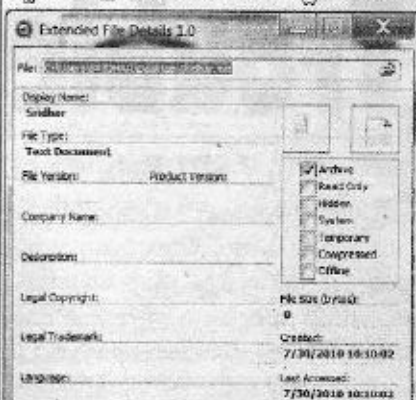 Extended File Details 1.0
File:
Display Name:
Sridhar
File Type:
Text Document
File Version:
Product Version:
Archive
Read Only
Hidden
System
Temporary
Compressed
Offline
Company Name:
Description:
Legal Copyright:
File Size (bytes):
0
Legal Trademark:
Created:
7/30/2010 10:10:02
Language:
Last Accessed:
7/30/2010 10:10:02